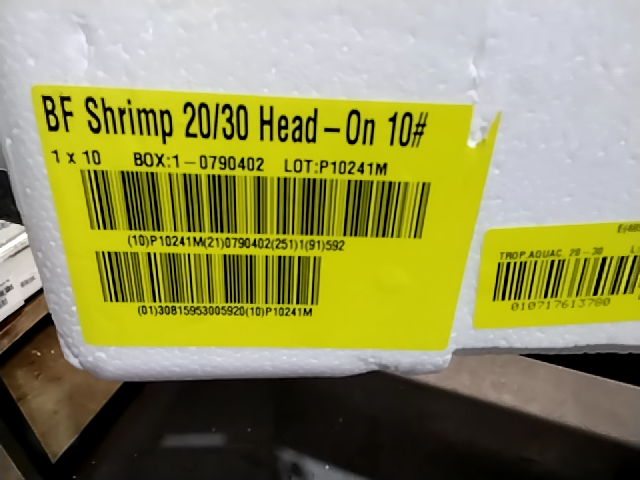 BF Shrimp 20/30 Head-On 10#
1 x 10 BOX:1-0790402 LOT:P10241M
(10)P10241M(21)0790402(251)1(91)592
(01)30815953005920(10)P10241M
TROP.AQUAC. 20-30
010717613780